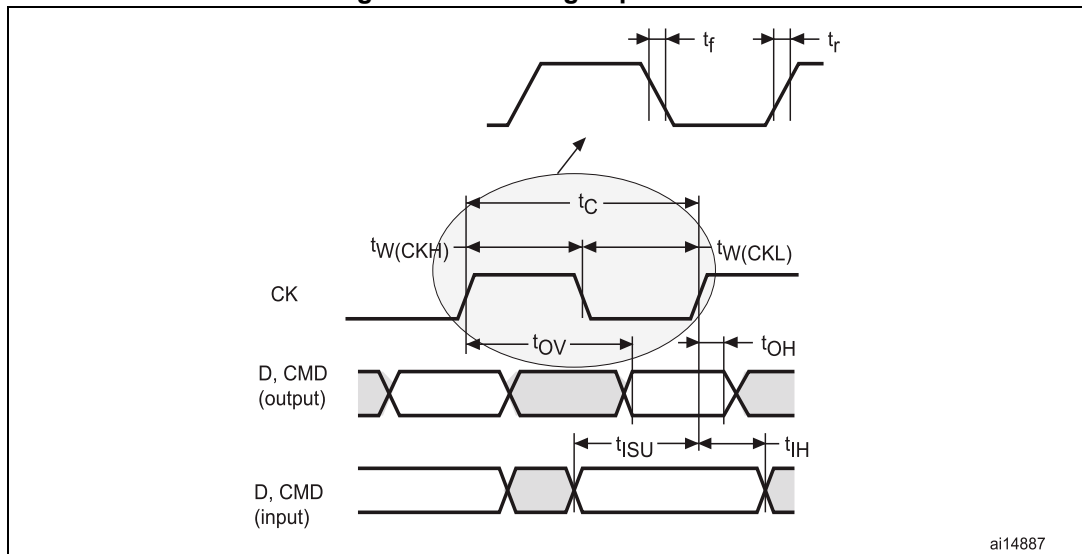 tf
tr
tC
tW(CKH)
tW(CKL)
CK
tOV
tOH
D, CMD
(output)
tISU
tIH
D, CMD
(input)
ai14887